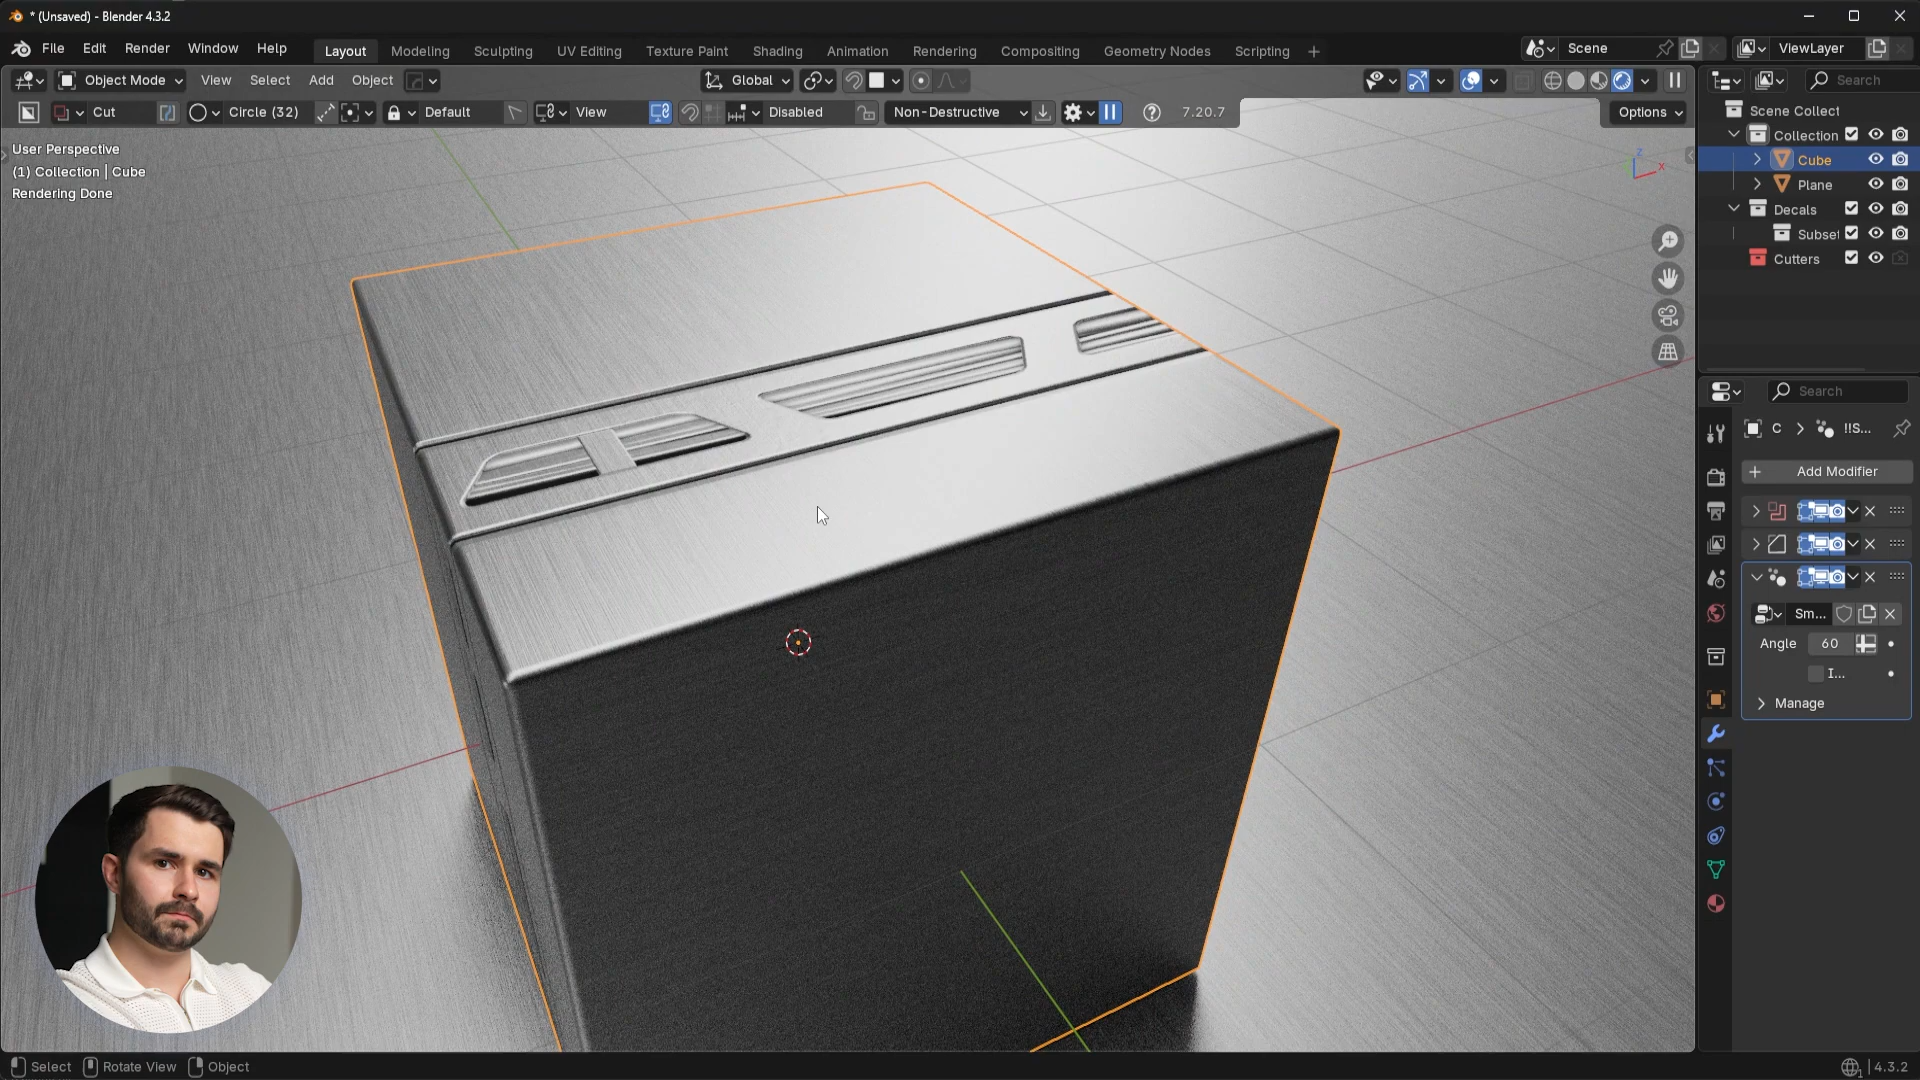 * (Unsaved) - Blender 4.3.2
File Edit Render Window Help Layout Modeling Sculpting UV Editing Texture Paint Shading Animation Rendering Compositing Geometry Nodes Scripting + Scene ViewLayer
Object Mode View Select Add Object Global Search
Cut Circle (32) Default View Disabled Non-Destructive 7.20.7 Options
Scene Collect
Collection
Cube
Plane
Decals
Subset
Cutters
User Perspective
(1) Collection | Cube
Rendering Done
Z
X
Search
C > !!S...
+ Add Modifier
Sm...
Angle 60
I...
Manage
Select Rotate View Object 4.3.2